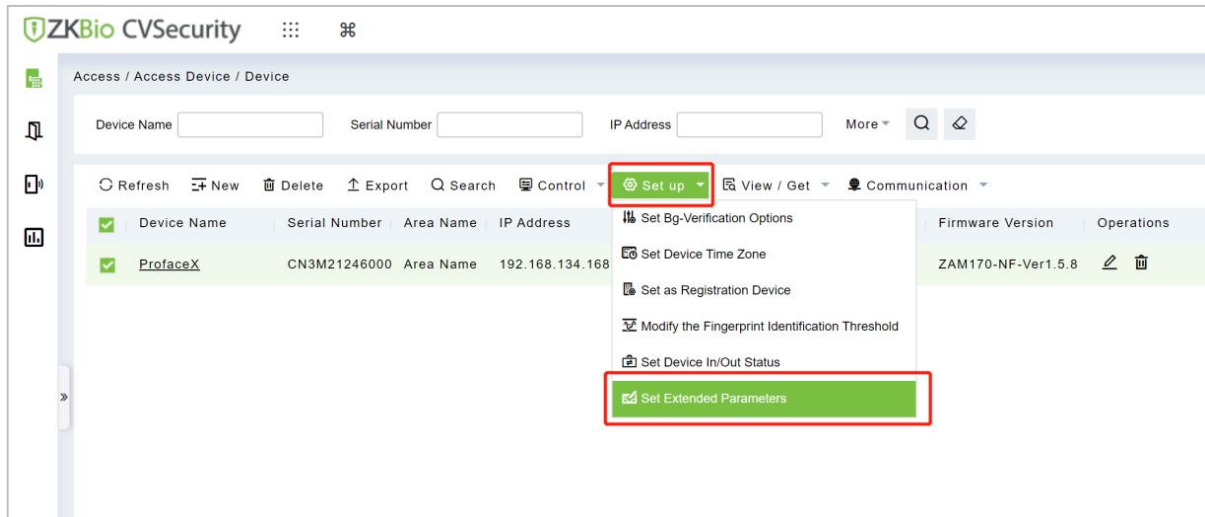 ZKBio CVSecurity
Access / Access Device / Device
Device Name Serial Number IP Address More
Refresh New Delete Export Search Control Set up View / Get Communication
Device Name Serial Number Area Name IP Address Firmware Version Operations
ProfaceX CN3M21246000 Area Name 192.168.134.168 ZAM170-NF-Ver1.5.8
Set Bg-Verification Options
Set Device Time Zone
Set as Registration Device
Modify the Fingerprint Identification Threshold
Set Device In/Out Status
Set Extended Parameters